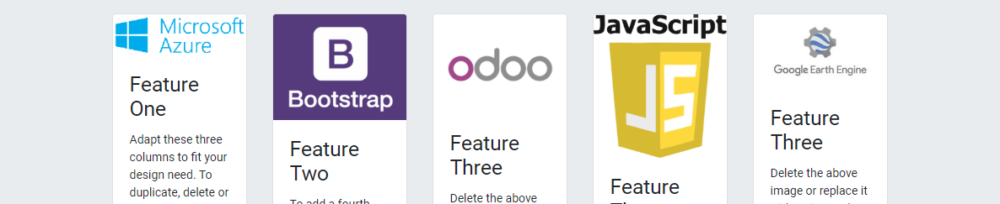 Microsoft
Azure
Feature
One
Adapt these three
columns to fit your
design need. To
duplicate, delete or
B
Bootstrap
Feature
Two
To add a fourth
odoo
Feature
Three
Delete the above
JavaScript
JS
Feature
Google Earth Engine
Feature
Three
Delete the above
image or replace it